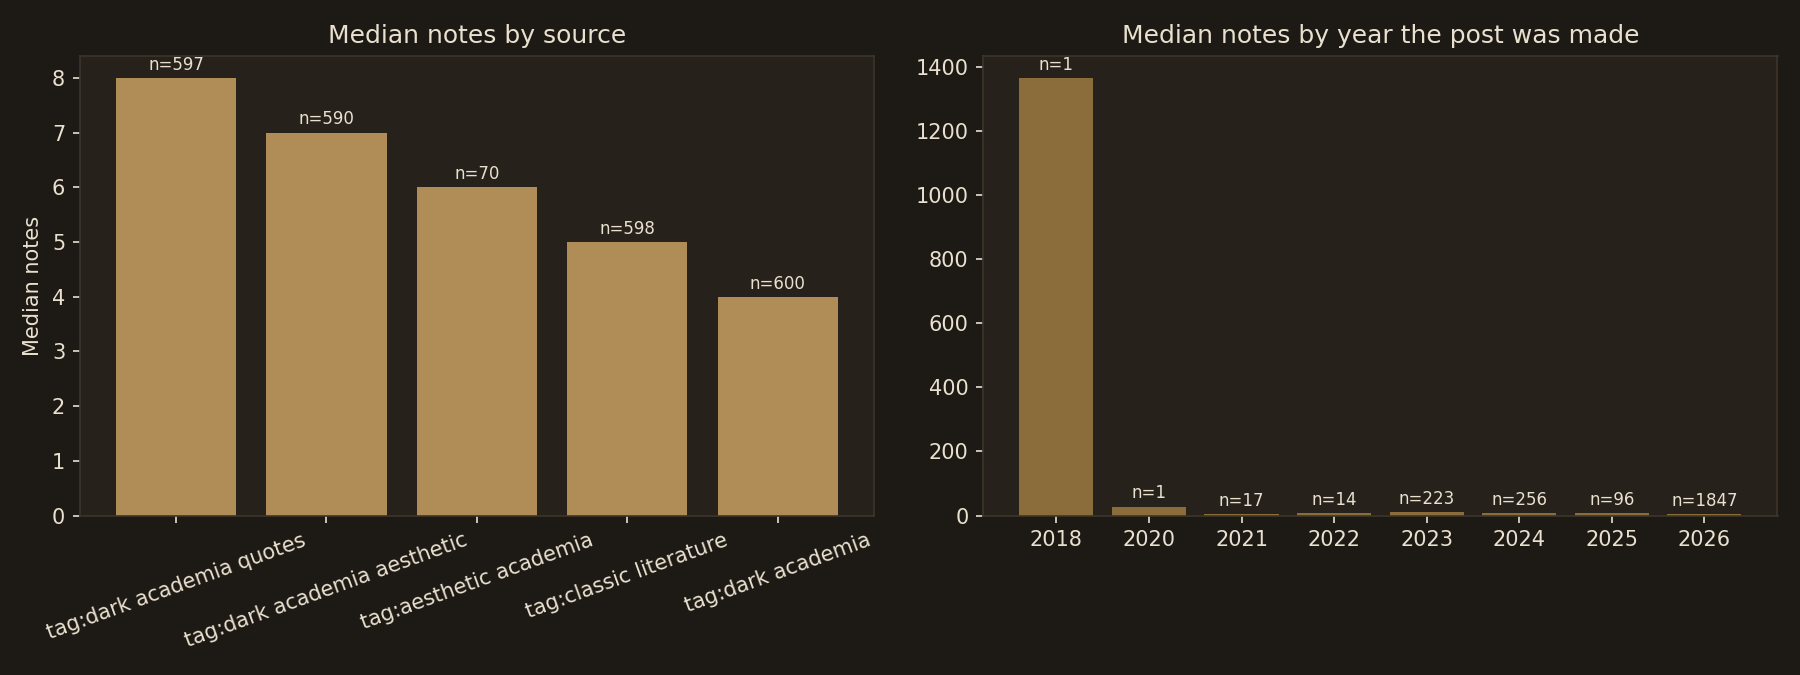 Median notes by source
Median notes
8
7
6
5
4
3
2
1
0
n=597
n=590
n=70
n=598
n=600
tag:dark academia quotes
tag:dark academia aesthetic
tag:aesthetic academia
tag:classic literature
tag:dark academia
Median notes by year the post was made
1400
1200
1000
800
600
400
200
0
n=1
n=1
n=17
n=14
n=223
n=256
n=96
n=1847
2018
2020
2021
2022
2023
2024
2025
2026